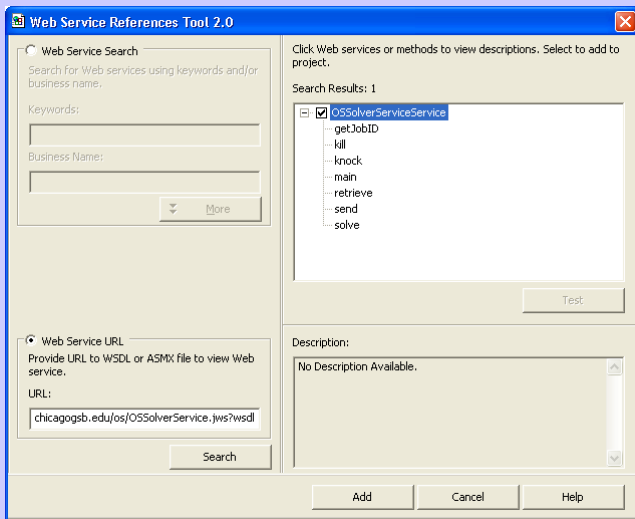 Web Service References Tool 2.0
Web Service Search
Search for Web services using keywords and/or
business name.
Keywords:
Business Name:
More
Web Service URL
Provide URL to WSDL or ASMX file to view Web
service.
URL:
chicagogsb.edu/os/OSSolverService.jws?wsdl
Search
Click Web services or methods to view descriptions. Select to add to
project.
Search Results: 1
OSSolverServiceService
getJobID
kill
knock
main
retrieve
send
solve
Test
Description:
No Description Available.
Add
Cancel
Help